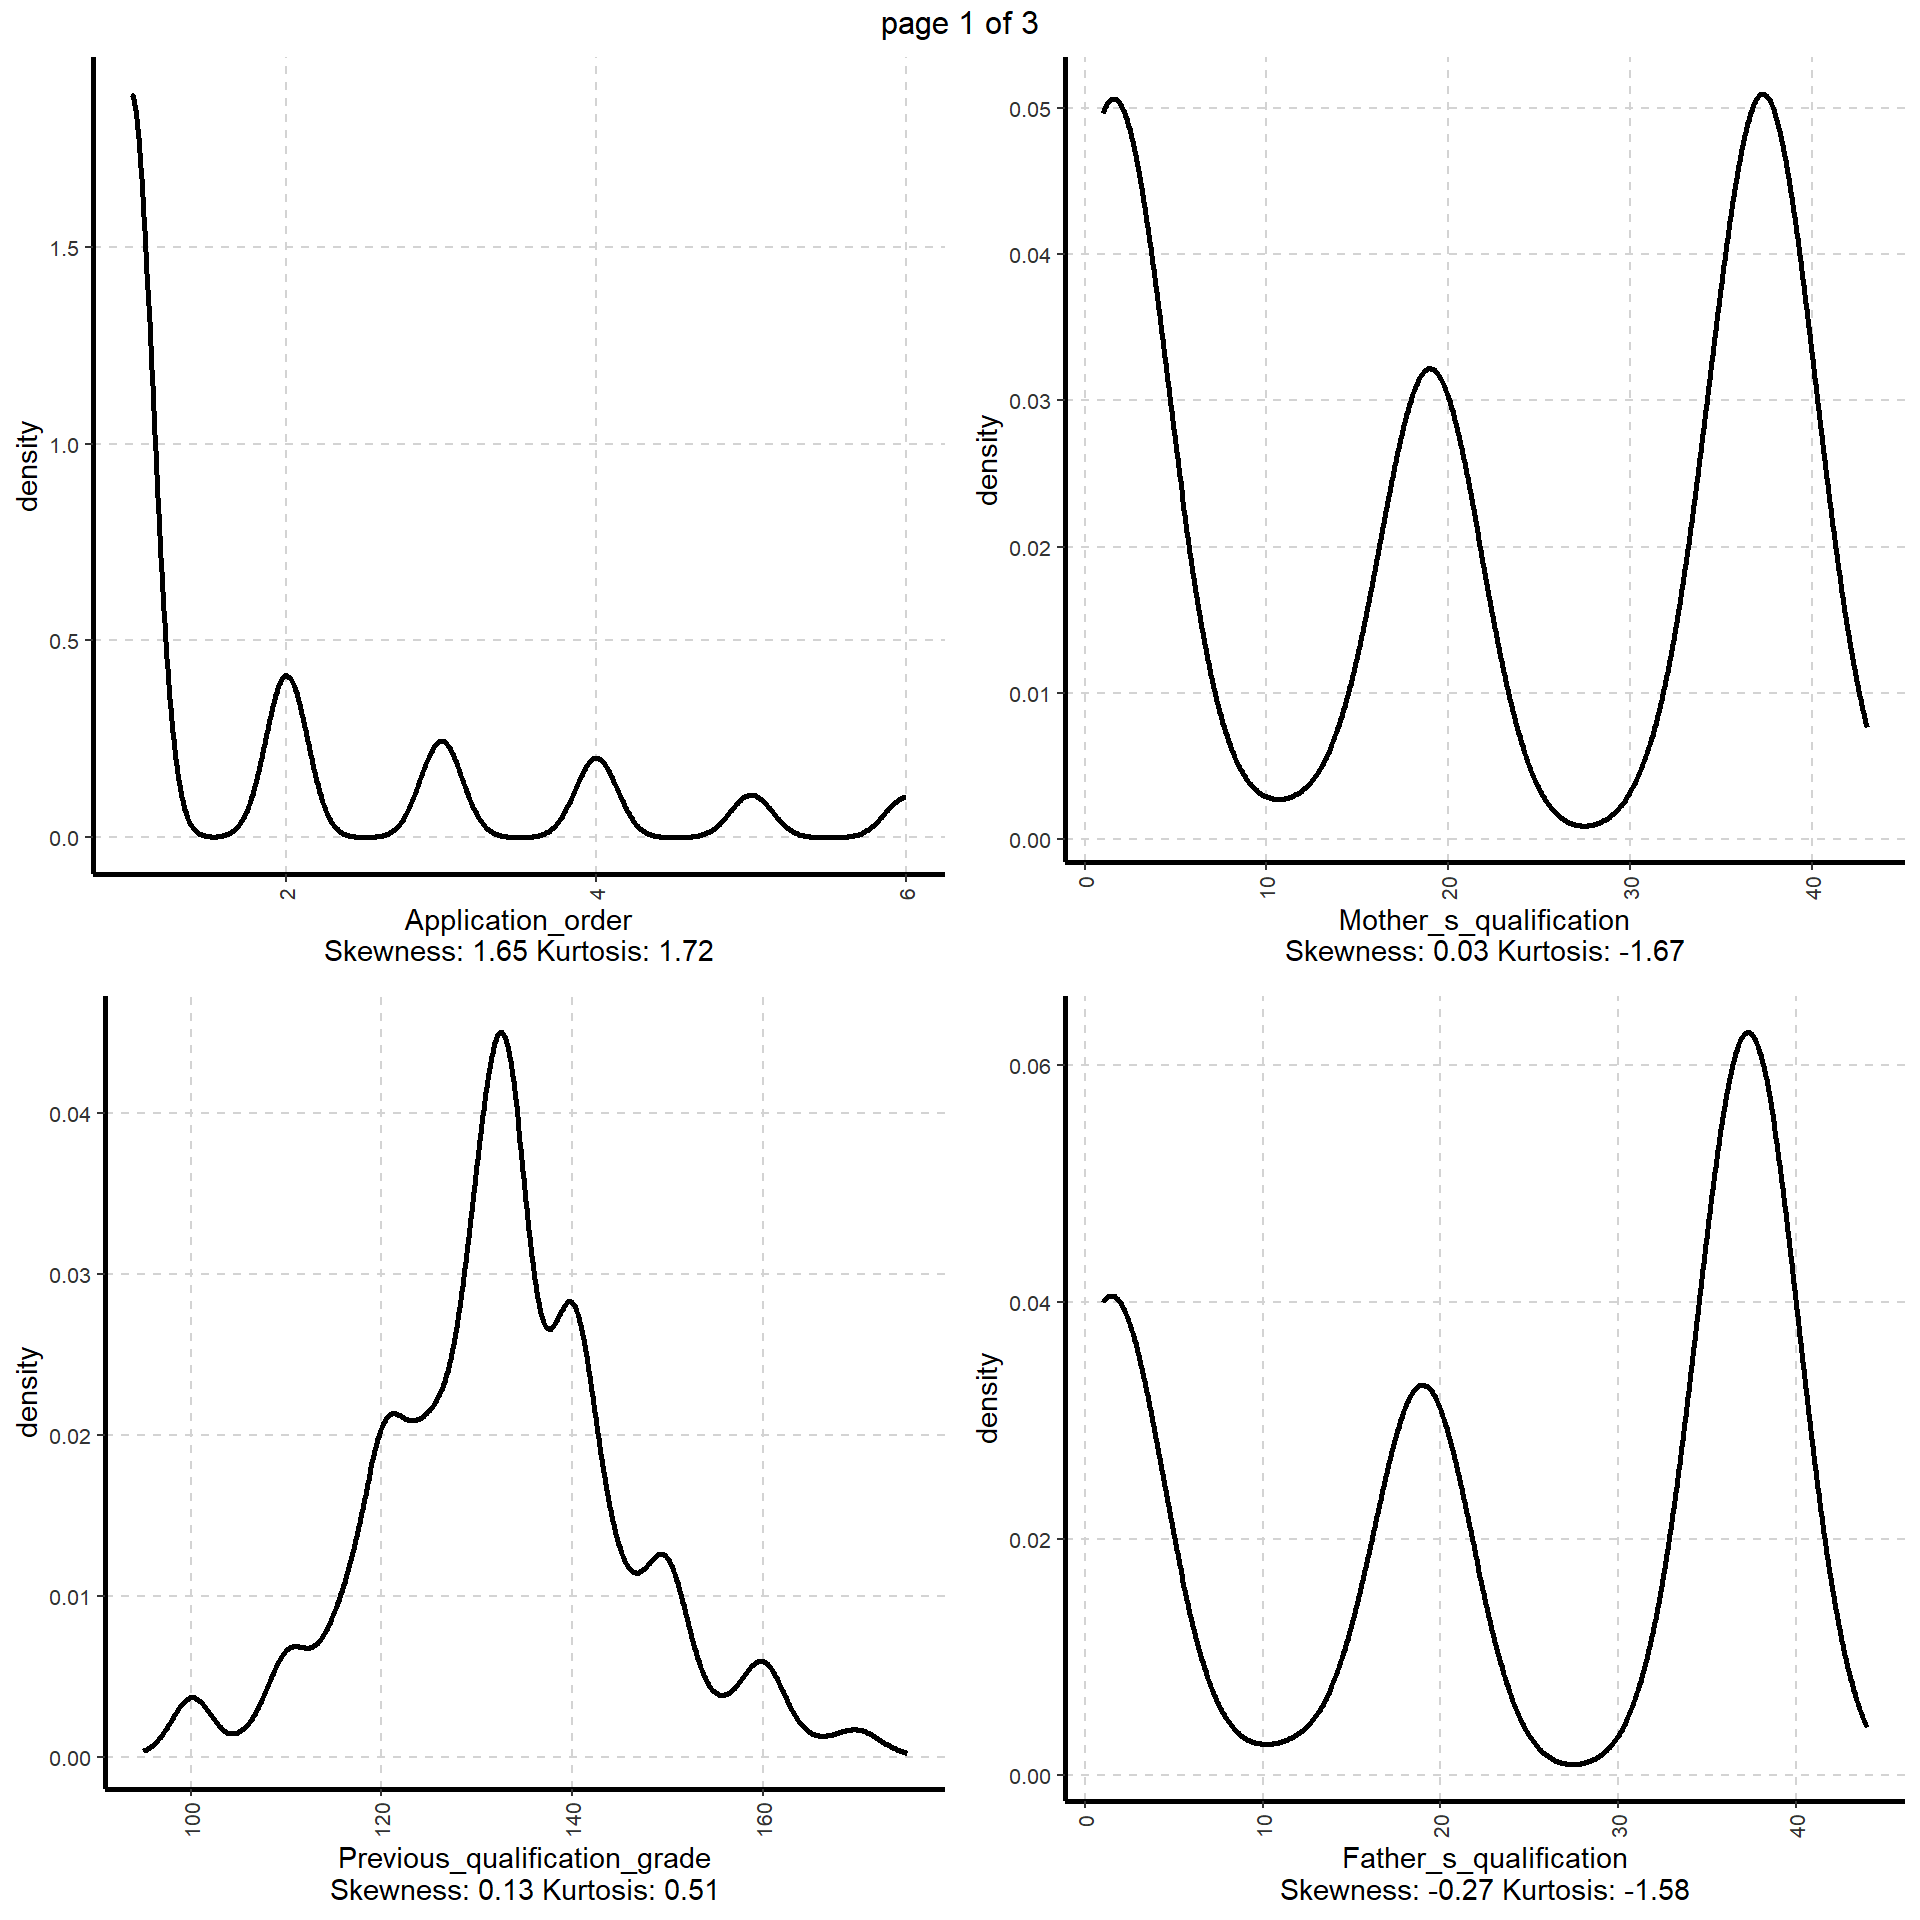 page 1 of 3
density
1.5
1.0
0.5
0.0
2
4
6
Application_order
Skewness: 1.65 Kurtosis: 1.72
density
0.05
0.04
0.03
0.02
0.01
0.00
0
10
20
30
40
Mother_s_qualification
Skewness: 0.03 Kurtosis: -1.67
density
0.04
0.03
0.02
0.01
0.00
100
120
140
160
Previous_qualification_grade
Skewness: 0.13 Kurtosis: 0.51
density
0.06
0.04
0.02
0.00
0
10
20
30
40
Father_s_qualification
Skewness: -0.27 Kurtosis: -1.58